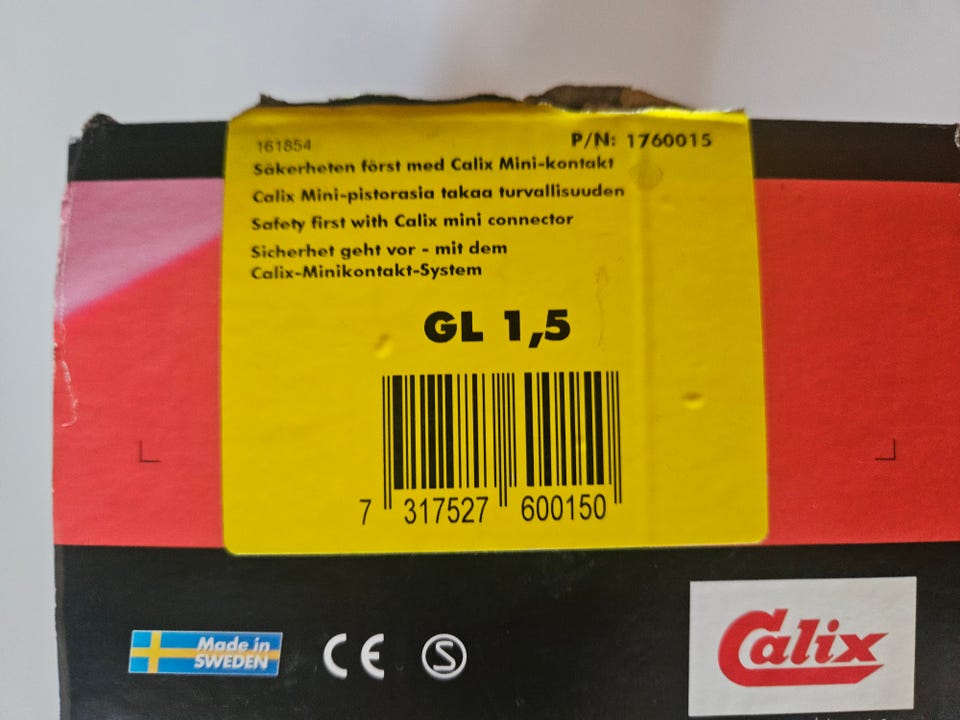 161854 P/N: 1760015
Säkerheten först med Calix Mini-kontakt
Calix Mini-pistorasia takaa turvallisuuden
Safety first with Calix mini connector
Sicherhet geht vor - mit dem
Calix-Minikontakt-System
GL 1,5
7 317527 600150
Made in
SWEDEN
CE
S
Calix